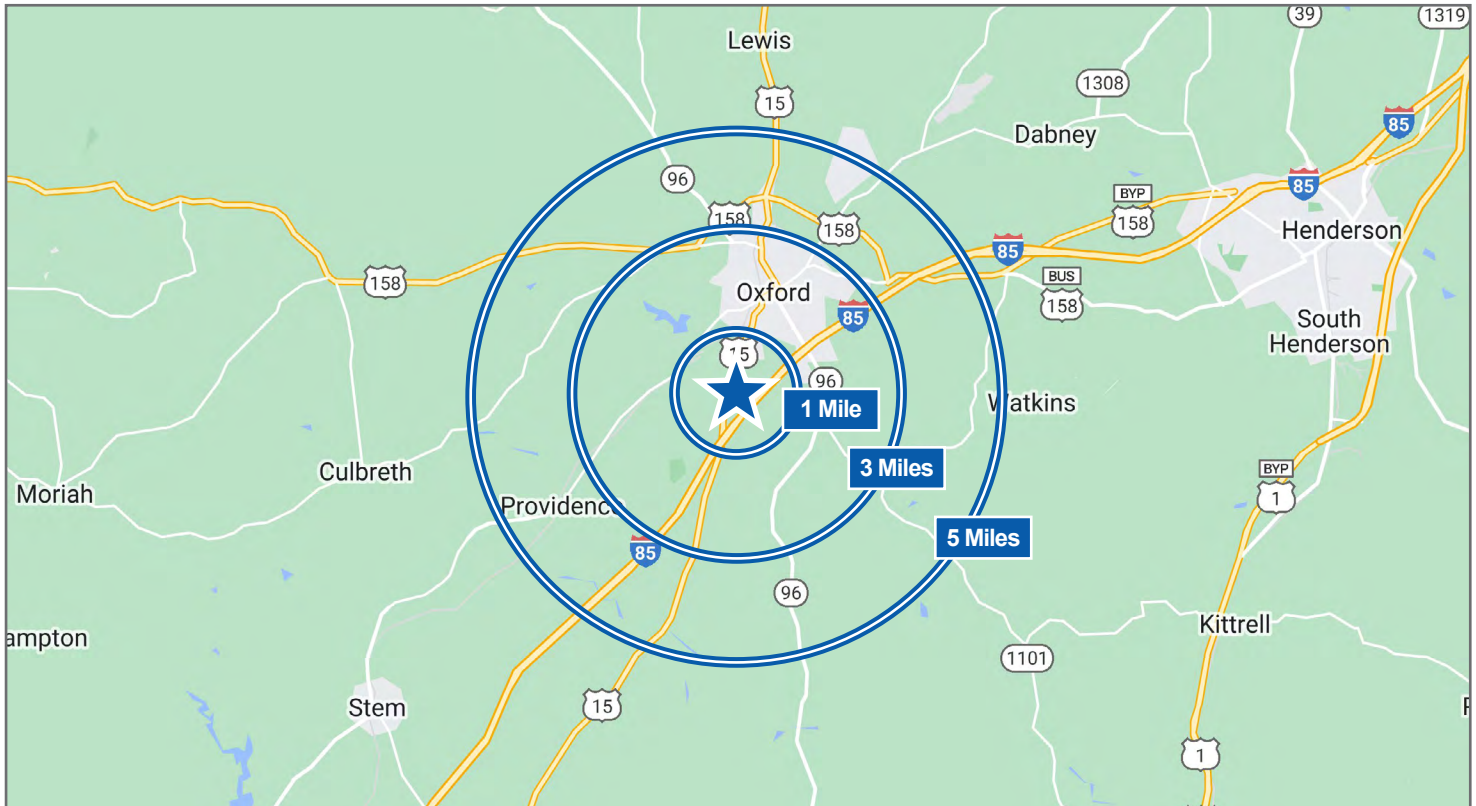 39
1319
Lewis
1308
15
85
Dabney
96
85
BYP
158
158
158
Henderson
85
158
BUS
158
Oxford
85
South
Henderson
15
96
1 Mile
Watkins
Culbreth
3 Miles
BYP
1
Moriah
Providence
5 Miles
85
96
Kittrell
ampton
1101
Stem
15
1